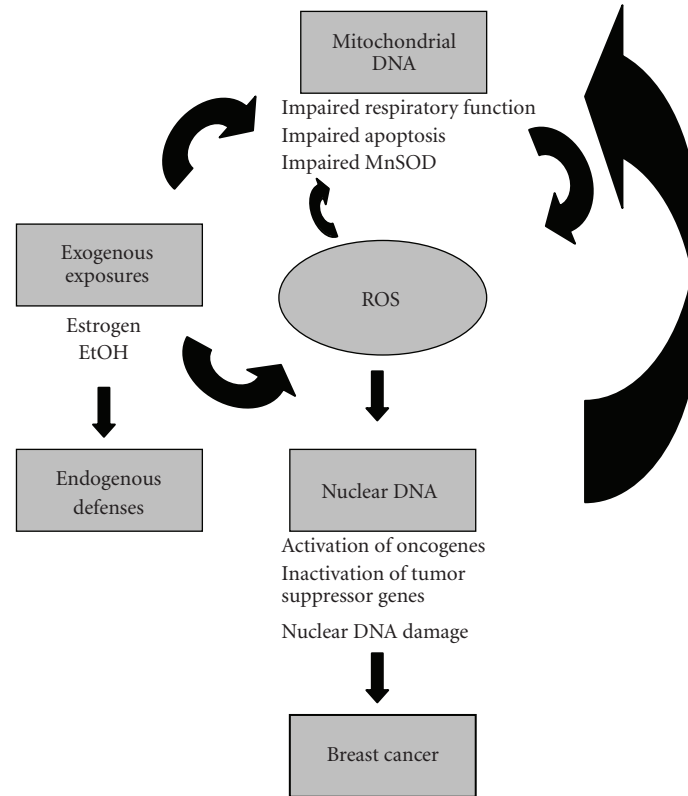 Mitochondrial
DNA
Impaired respiratory function
Impaired apoptosis
Impaired MnSOD
Exogenous
exposures
Estrogen
EtOH
ROS
Endogenous
defenses
Nuclear DNA
Activation of oncogenes
Inactivation of tumor
suppressor genes
Nuclear DNA damage
Breast cancer